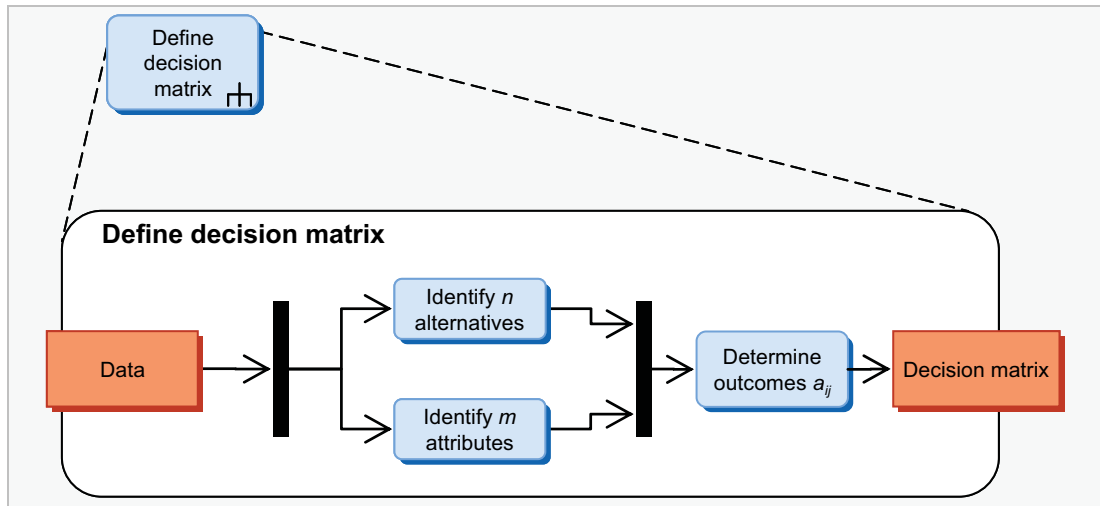 Define
decision
matrix
Define decision matrix
Identify n
alternatives
Data
Determine
outcomes aij
Decision matrix
Identify m
attributes